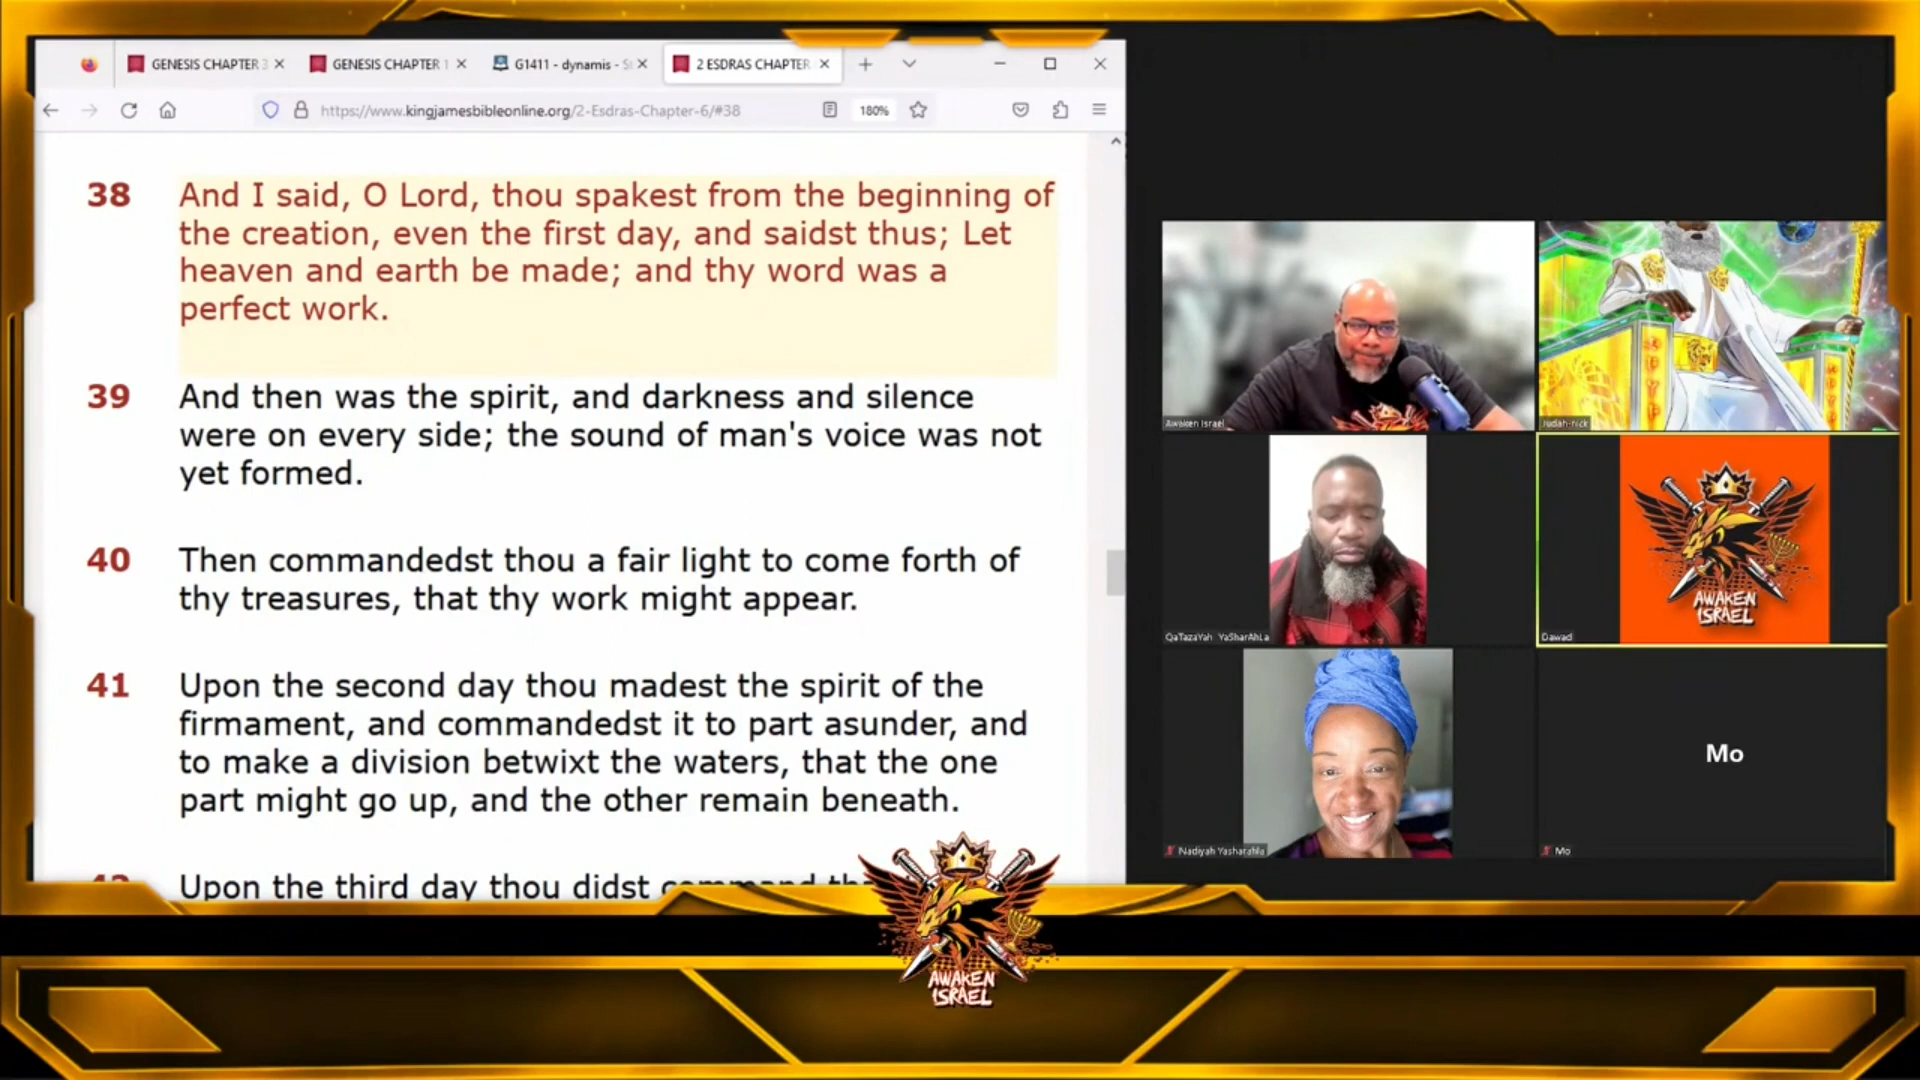 GENESIS CHAPTER 3
GENESIS CHAPTER 1
G1411 - dynamis - S
2 ESDRAS CHAPTER
https://www.kingjamesbibleonline.org/2-Esdras-Chapter-6/#38
180%
38 And I said, O Lord, thou spakest from the beginning of
the creation, even the first day, and saidst thus; Let
heaven and earth be made; and thy word was a
perfect work.
39 And then was the spirit, and darkness and silence
were on every side; the sound of man's voice was not
yet formed.
40 Then commandedst thou a fair light to come forth of
thy treasures, that thy work might appear.
41 Upon the second day thou madest the spirit of the
firmament, and commandedst it to part asunder, and
to make a division betwixt the waters, that the one
part might go up, and the other remain beneath.
42 Upon the third day thou didst command
Awaken Israel
Judah-nick
QaTazaYah YaSharAhLa
AWAKEN
ISRAEL
Dawad
Nadiyah Yasharahla
Mo
Mo
AWAKEN
ISRAEL